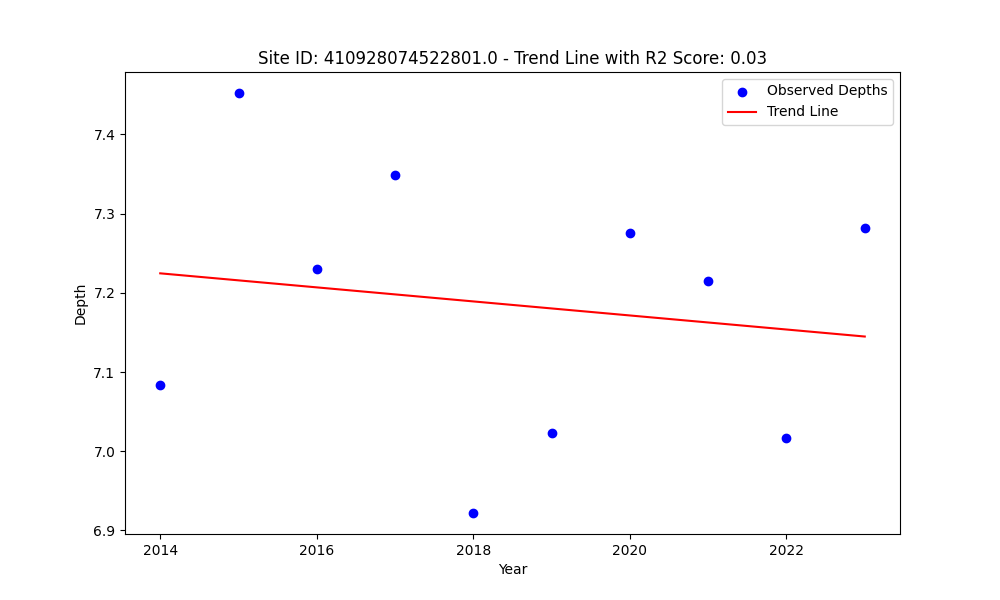 Site ID: 410928074522801.0 - Trend Line with R2 Score: 0.03
Observed Depths
Trend Line
7.4
7.3
7.2
7.1
7.0
6.9
Depth
2014
2016
2018
2020
2022
Year